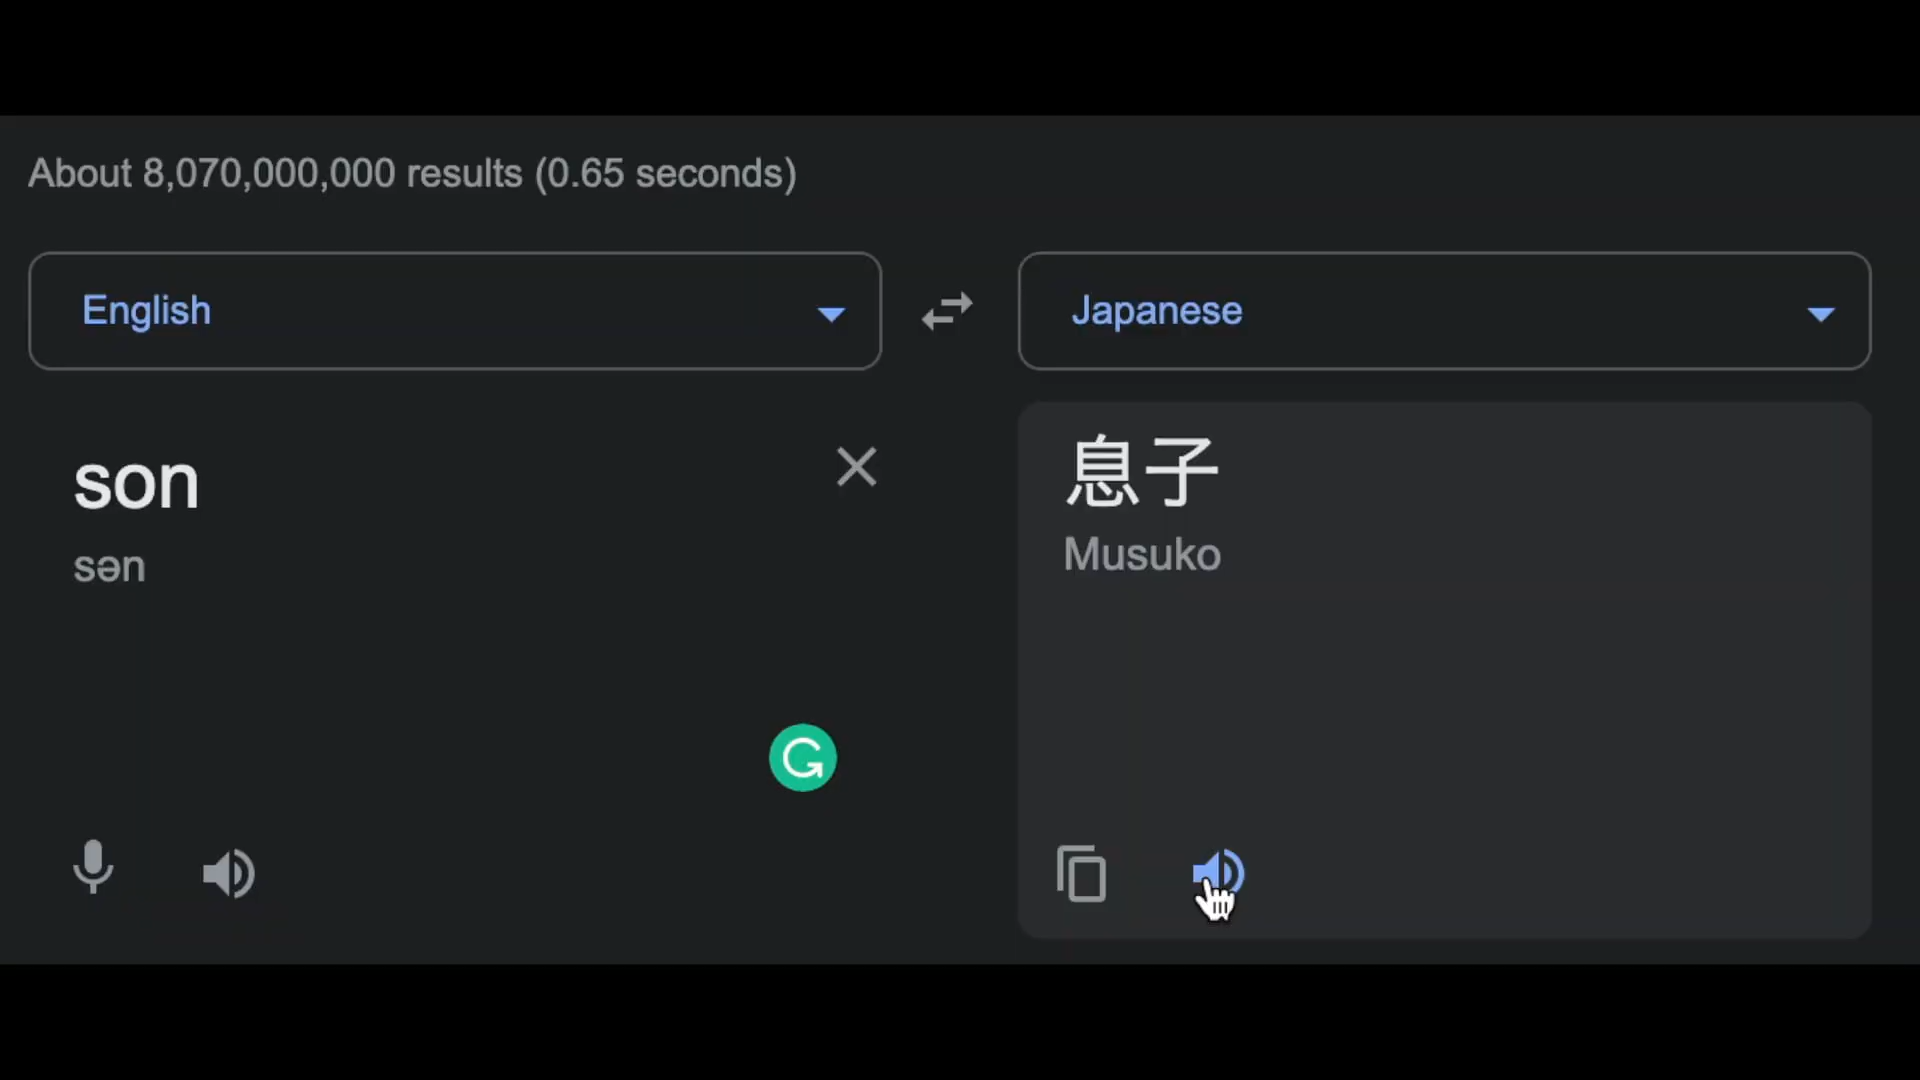 About 8,070,000,000 results (0.65 seconds)
English
Japanese
son
sən
息子
Musuko